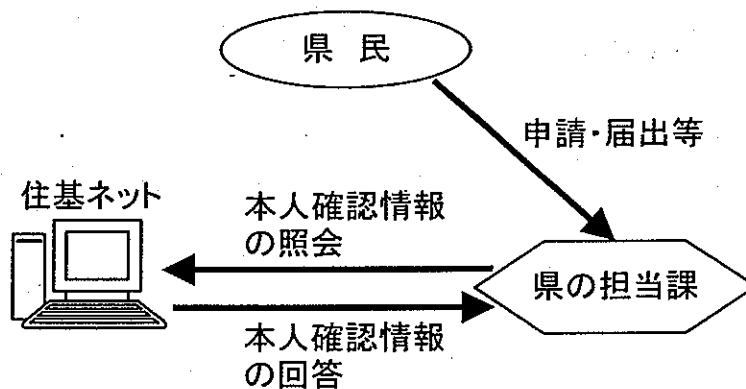 県 民
申請・届出等
住基ネット
本人確認情報
の照会
県の担当課
本人確認情報
の回答